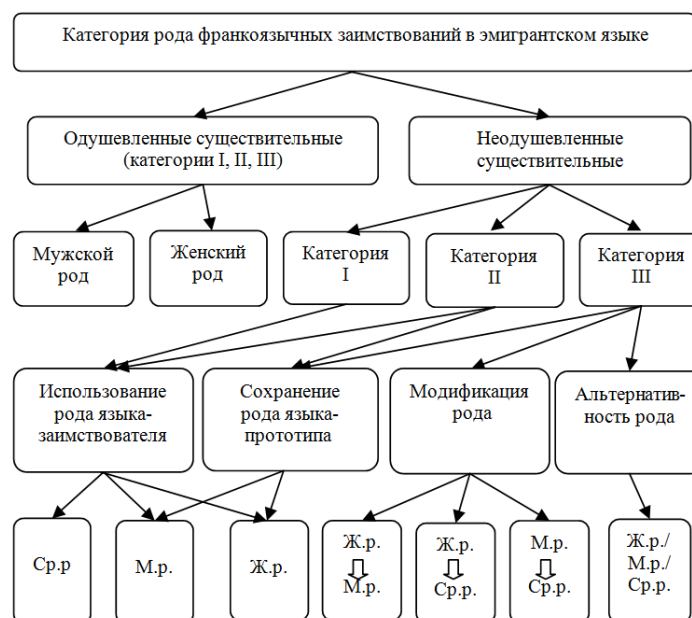 Категория рода франкоязычных заимствований в эмигрантском языке
Одушевленные существительные
(категории I, II, III)
Неодушевленные
существительные
Мужской
род
Женский
род
Категория
I
Категория
II
Категория
III
Использование
рода языка-
заимствователя
Сохранение
рода языка-
прототипа
Модификация
рода
Альтернатив-
ность рода
Ср.р
М.р.
Ж.р.
Ж.р.
М.р.
Ж.р.
Ср.р.
М.р.
Ср.р.
Ж.р./
М.р./
Ср.р.